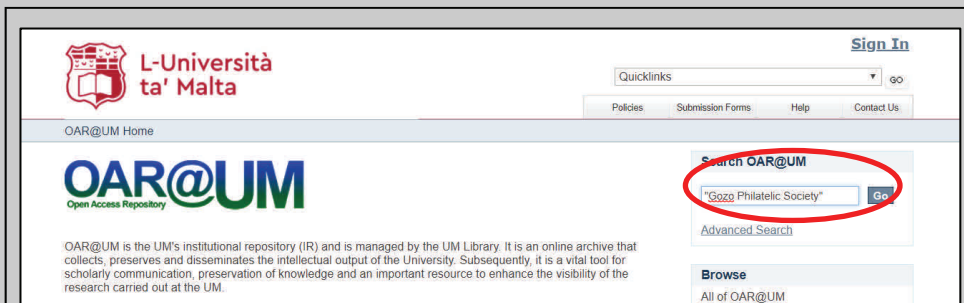 Sign In
L-Università
ta' Malta
Quicklinks
GO
Policies Submission Forms Help Contact Us
OAR@UM Home
OAR@UM
Open Access Repository
Search OAR@UM
"Gozo Philatelic Society" Go
Advanced Search
OAR@UM is the UM's institutional repository (IR) and is managed by the UM Library. It is an online archive that
collects, preserves and disseminates the intellectual output of the University. Subsequently, it is a vital tool for
scholarly communication, preservation of knowledge and an important resource to enhance the visibility of the
research carried out at the UM.
Browse
All of OAR@UM